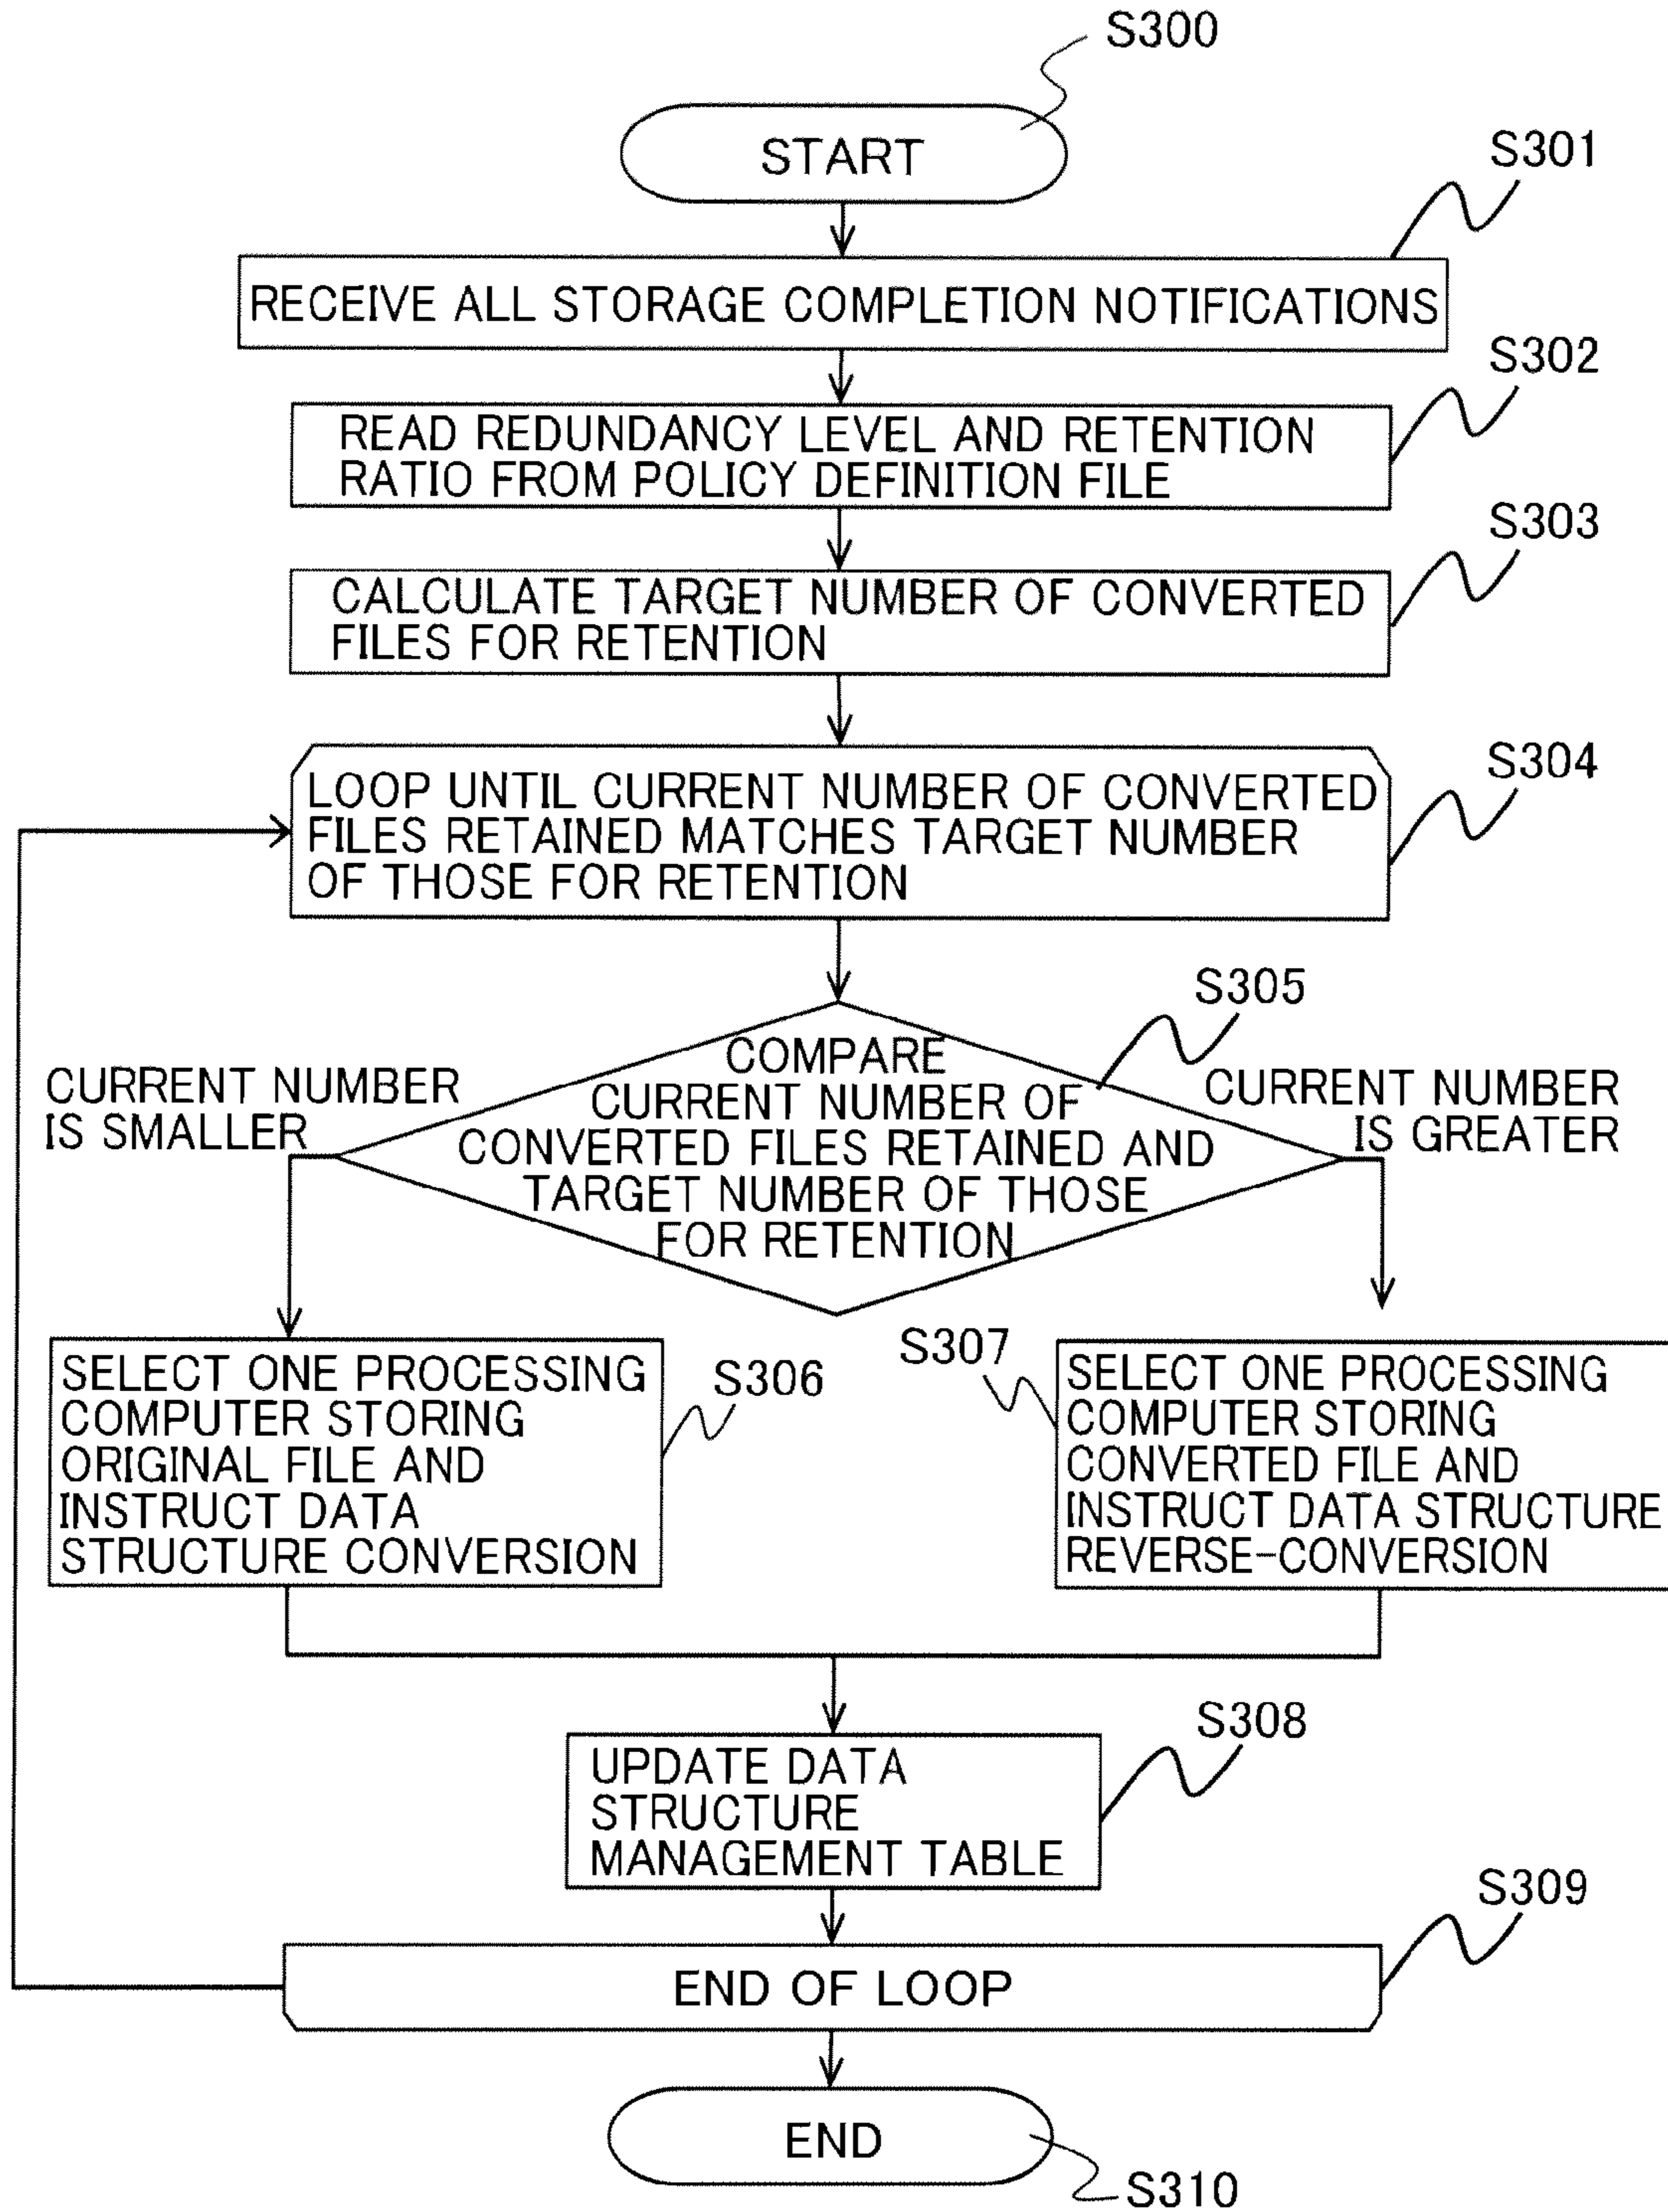 S300
START
S301
RECEIVE ALL STORAGE COMPLETION NOTIFICATIONS
S302
READ REDUNDANCY LEVEL AND RETENTION
RATIO FROM POLICY DEFINITION FILE
S303
CALCULATE TARGET NUMBER OF CONVERTED
FILES FOR RETENTION
S304
LOOP UNTIL CURRENT NUMBER OF CONVERTED
FILES RETAINED MATCHES TARGET NUMBER
OF THOSE FOR RETENTION
S305
COMPARE
CURRENT NUMBER OF
CONVERTED FILES RETAINED AND
TARGET NUMBER OF THOSE
FOR RETENTION
CURRENT NUMBER
IS SMALLER
CURRENT NUMBER
IS GREATER
S306
SELECT ONE PROCESSING
COMPUTER STORING
ORIGINAL FILE AND
INSTRUCT DATA
STRUCTURE CONVERSION
S307
SELECT ONE PROCESSING
COMPUTER STORING
CONVERTED FILE AND
INSTRUCT DATA STRUCTURE
REVERSE-CONVERSION
S308
UPDATE DATA
STRUCTURE
MANAGEMENT TABLE
S309
END OF LOOP
END
S310